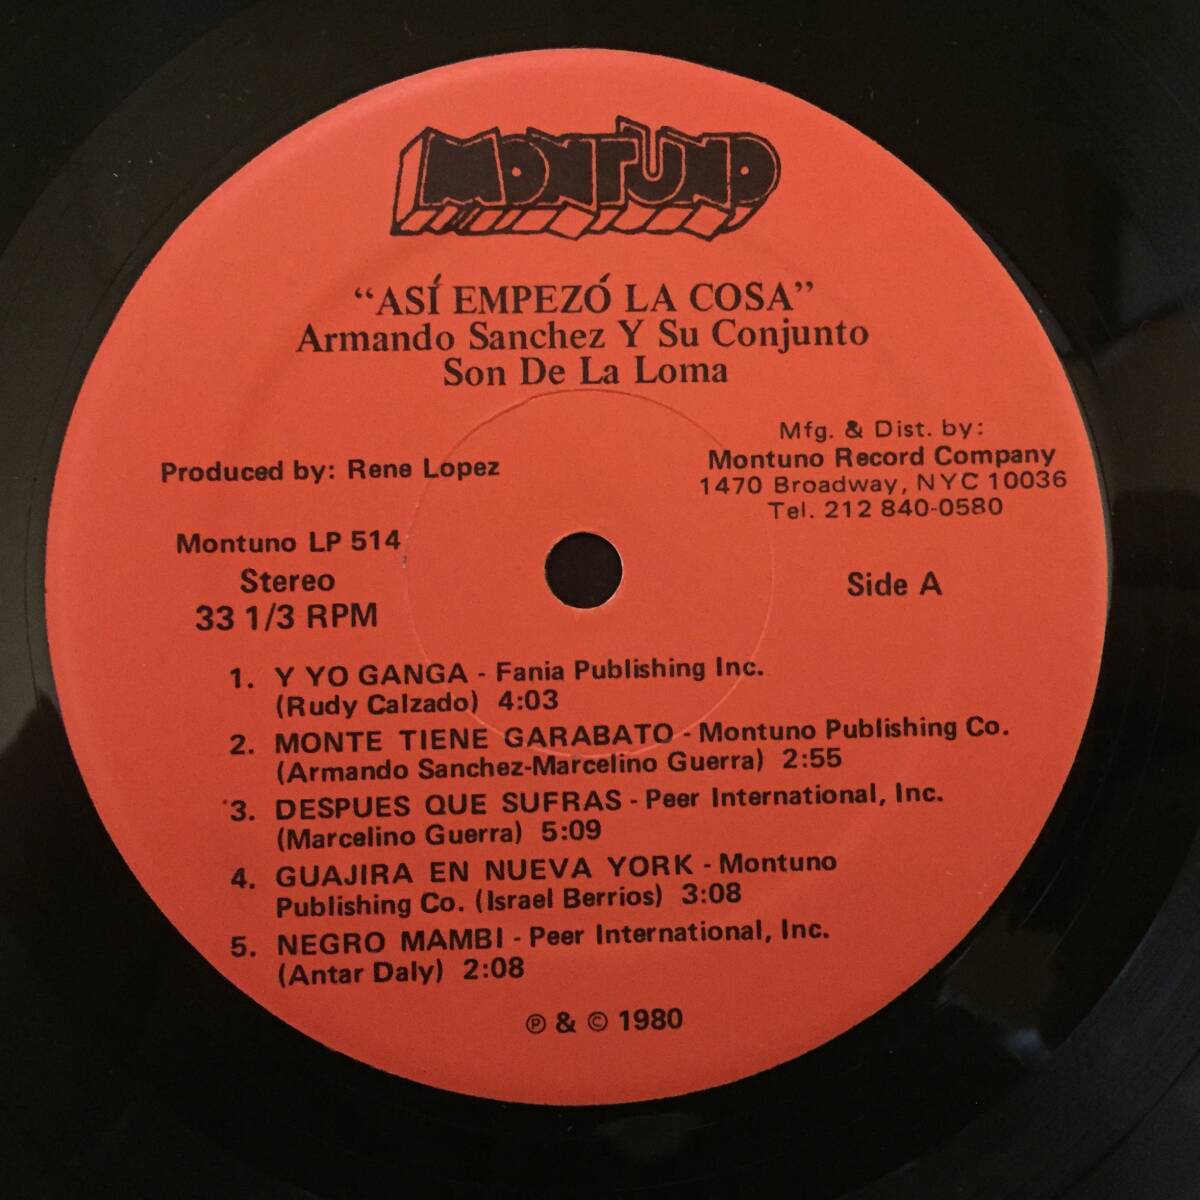 MONTUNO
“ASÍ EMPEZÓ LA COSA”
Armando Sanchez Y Su Conjunto
Son De La Loma
Produced by: Rene Lopez
Mfg. & Dist. by:
Montuno Record Company
1470 Broadway, NYC 10036
Tel. 212 840-0580
Montuno LP 514
Stereo
33 1/3 RPM
Side A
1. Y YO GANGA - Fania Publishing Inc.
(Rudy Calzado) 4:03
2. MONTE TIENE GARABATO - Montuno Publishing Co.
(Armando Sanchez-Marcelino Guerra) 2:55
3. DESPUES QUE SUFRAS - Peer International, Inc.
(Marcelino Guerra) 5:09
4. GUAJIRA EN NUEVA YORK - Montuno
Publishing Co. (Israel Berrios) 3:08
5. NEGRO MAMBI - Peer International, Inc.
(Antar Daly) 2:08
℗ & © 1980